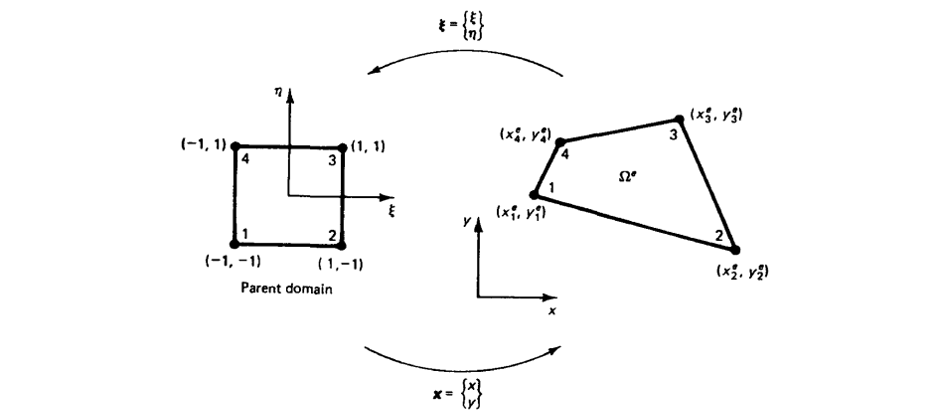 ξ = {ξ
η}
η
(-1, 1)
4
3
(1, 1)
ξ
1
2
(-1, -1)
(1, -1)
Parent domain
(x₄ᵉ, y₄ᵉ)
4
(x₃ᵉ, y₃ᵉ)
3
Ωᵉ
1
(x₁ᵉ, y₁ᵉ)
2
(x₂ᵉ, y₂ᵉ)
y
x
x = {x
y}